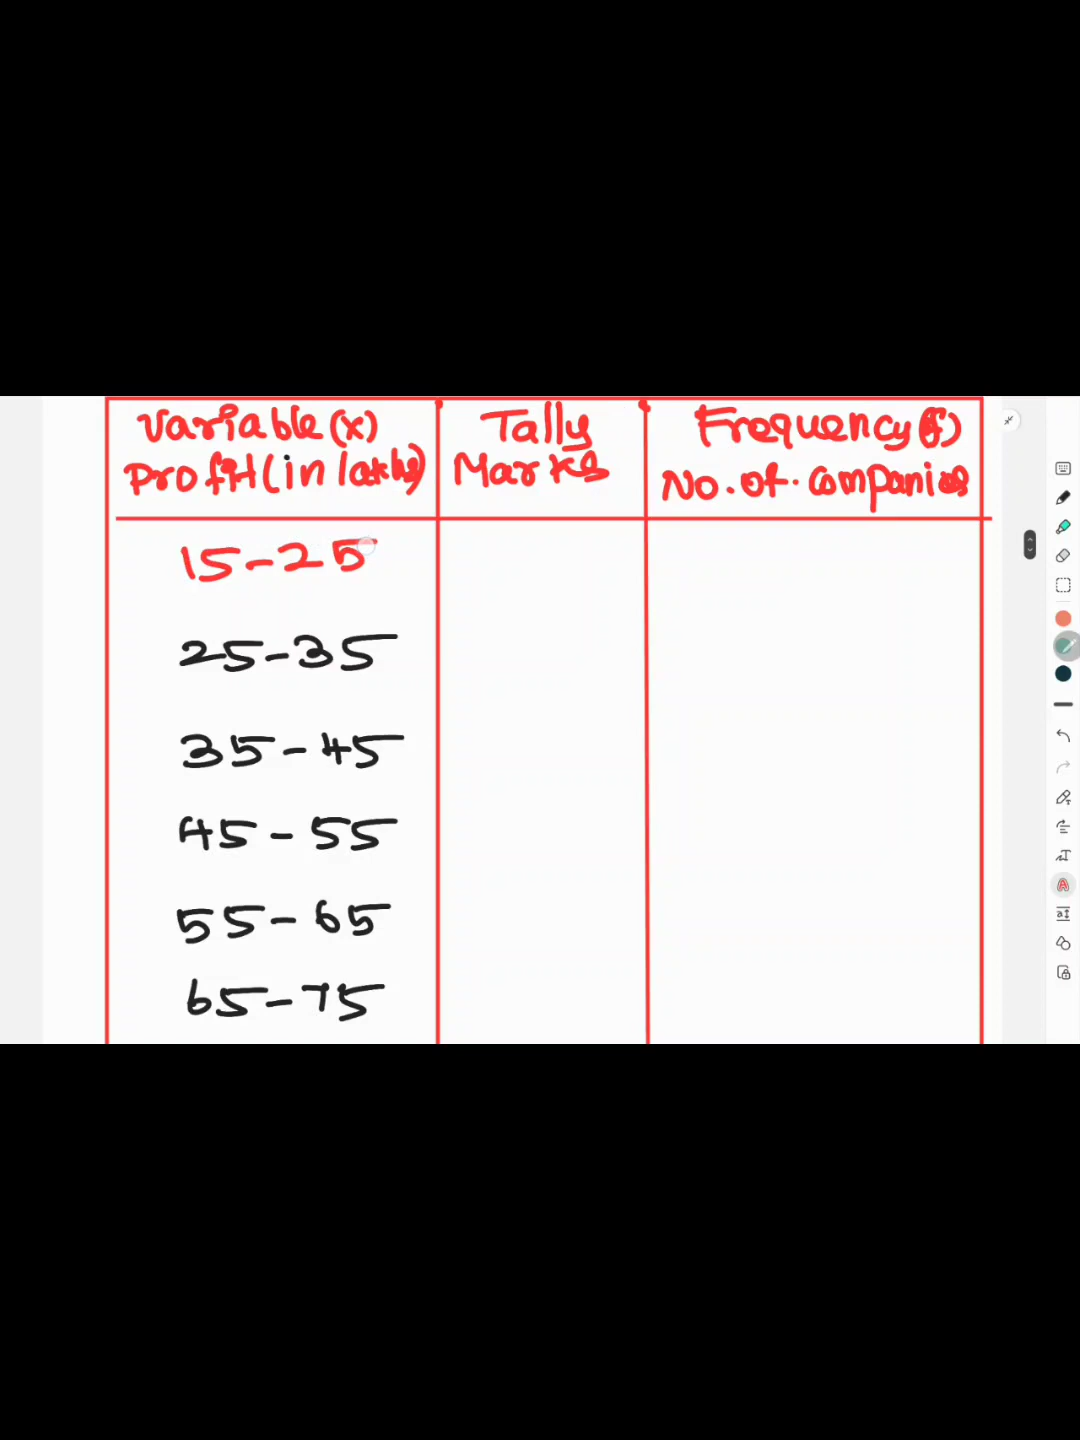 Variable (x)
Profit (in lakhs)
Tally
Marks
Frequency (f)
No. of. companies
15-25
25-35
35-45
45-55
55-65
65-75